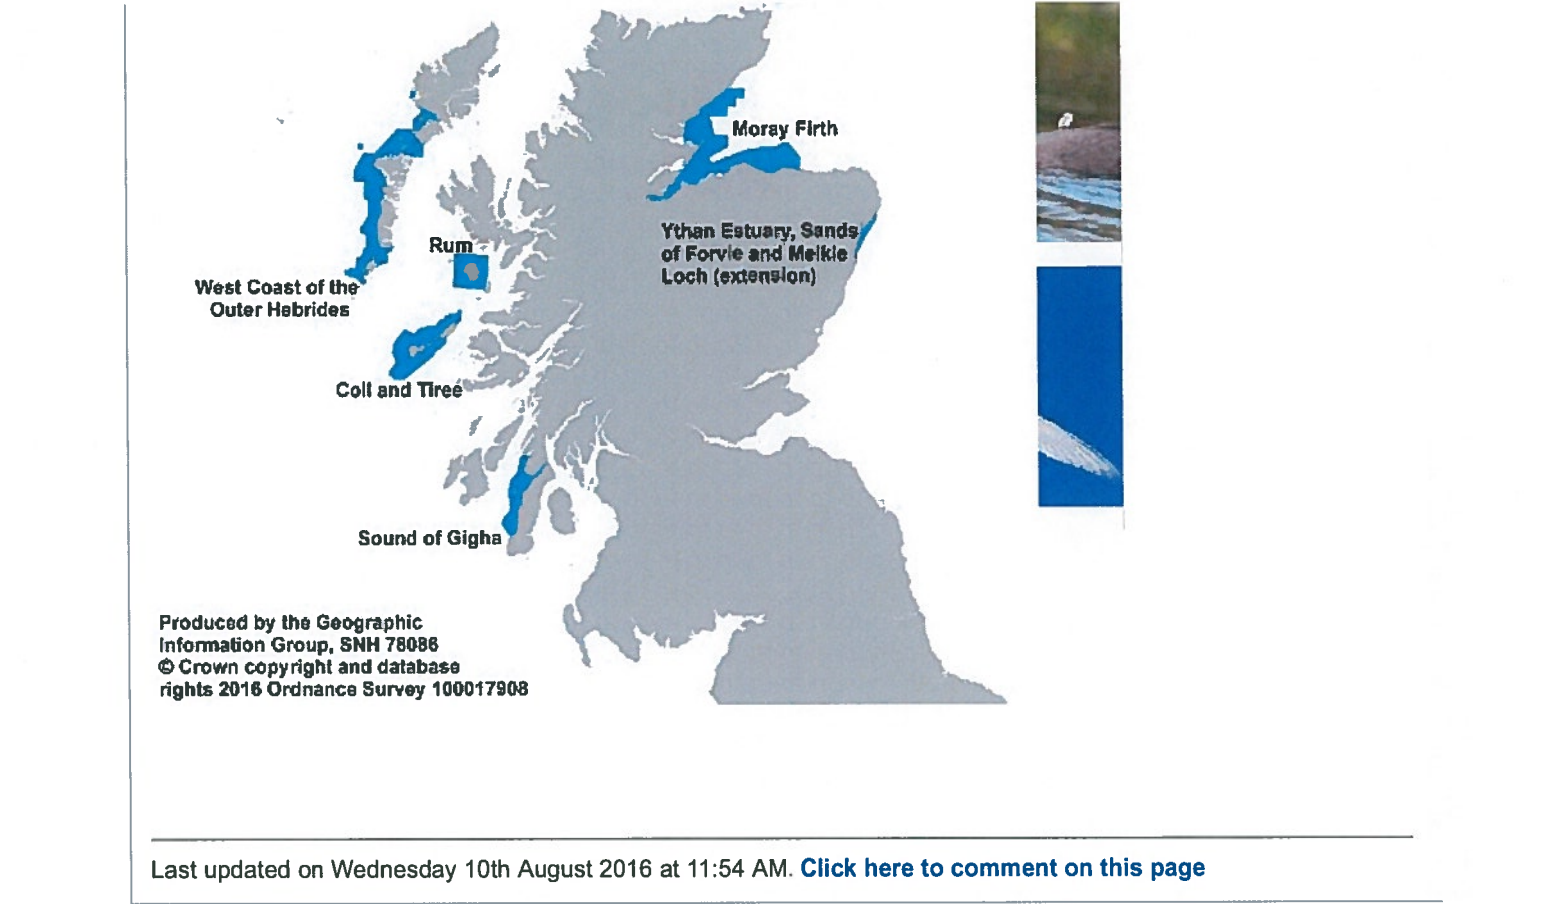 Moray Firth
Ythan Estuary, Sands
of Forvie and Meikle
Loch (extension)
Rum
West Coast of the
Outer Hebrides
Coll and Tiree
Sound of Gigha
Produced by the Geographic
Information Group, SNH 78086
© Crown copyright and database
rights 2016 Ordnance Survey 100017908
Last updated on Wednesday 10th August 2016 at 11:54 AM. Click here to comment on this page